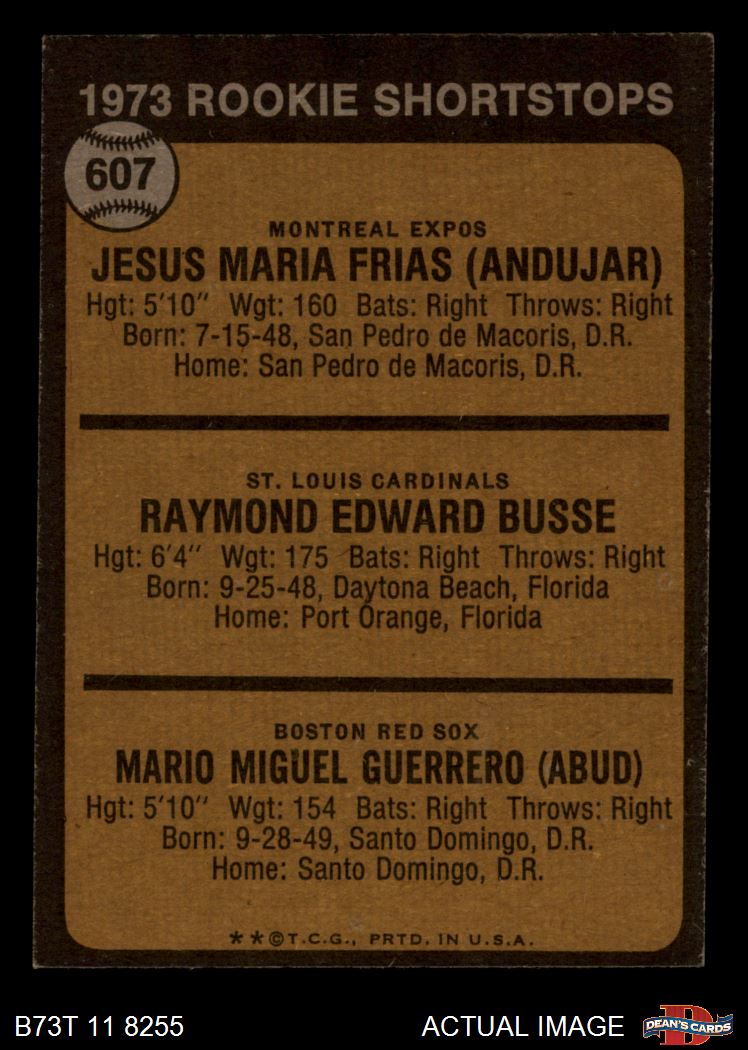 1973 ROOKIE SHORTSTOPS
607
MONTREAL EXPOS
JESUS MARIA FRIAS (ANDUJAR)
Hgt: 5'10" Wgt: 160 Bats: Right Throws: Right
Born: 7-15-48, San Pedro de Macoris, D.R.
Home: San Pedro de Macoris, D.R.
ST. LOUIS CARDINALS
RAYMOND EDWARD BUSSE
Hgt: 6'4" Wgt: 175 Bats: Right Throws: Right
Born: 9-25-48, Daytona Beach, Florida
Home: Port Orange, Florida
BOSTON RED SOX
MARIO MIGUEL GUERRERO (ABUD)
Hgt: 5'10" Wgt: 154 Bats: Right Throws: Right
Born: 9-28-49, Santo Domingo, D.R.
Home: Santo Domingo, D.R.
**©T.C.G., PRTD. IN U.S.A.
B73T 11 8255 ACTUAL IMAGE D DEAN'S CARDS